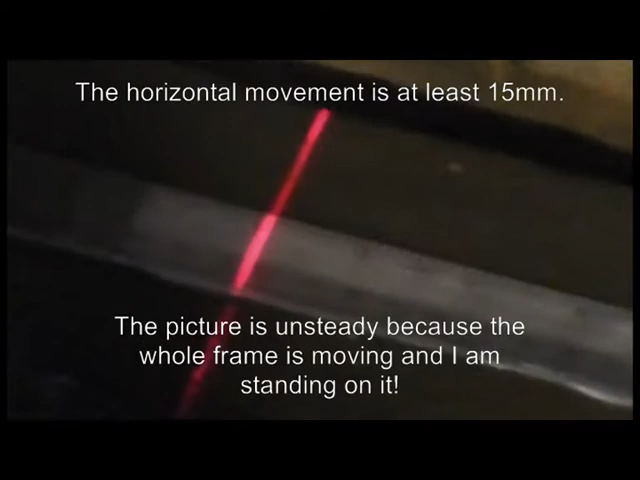 The horizontal movement is at least 15mm.
The picture is unsteady because the
whole frame is moving and I am
standing on it!